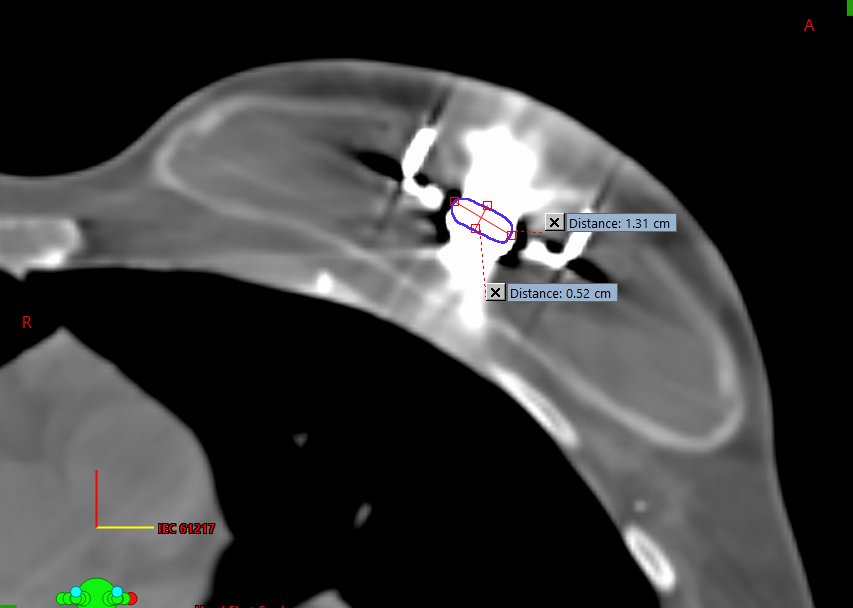 A
Distance: 1.31 cm
Distance: 0.52 cm
R
IEC 61217